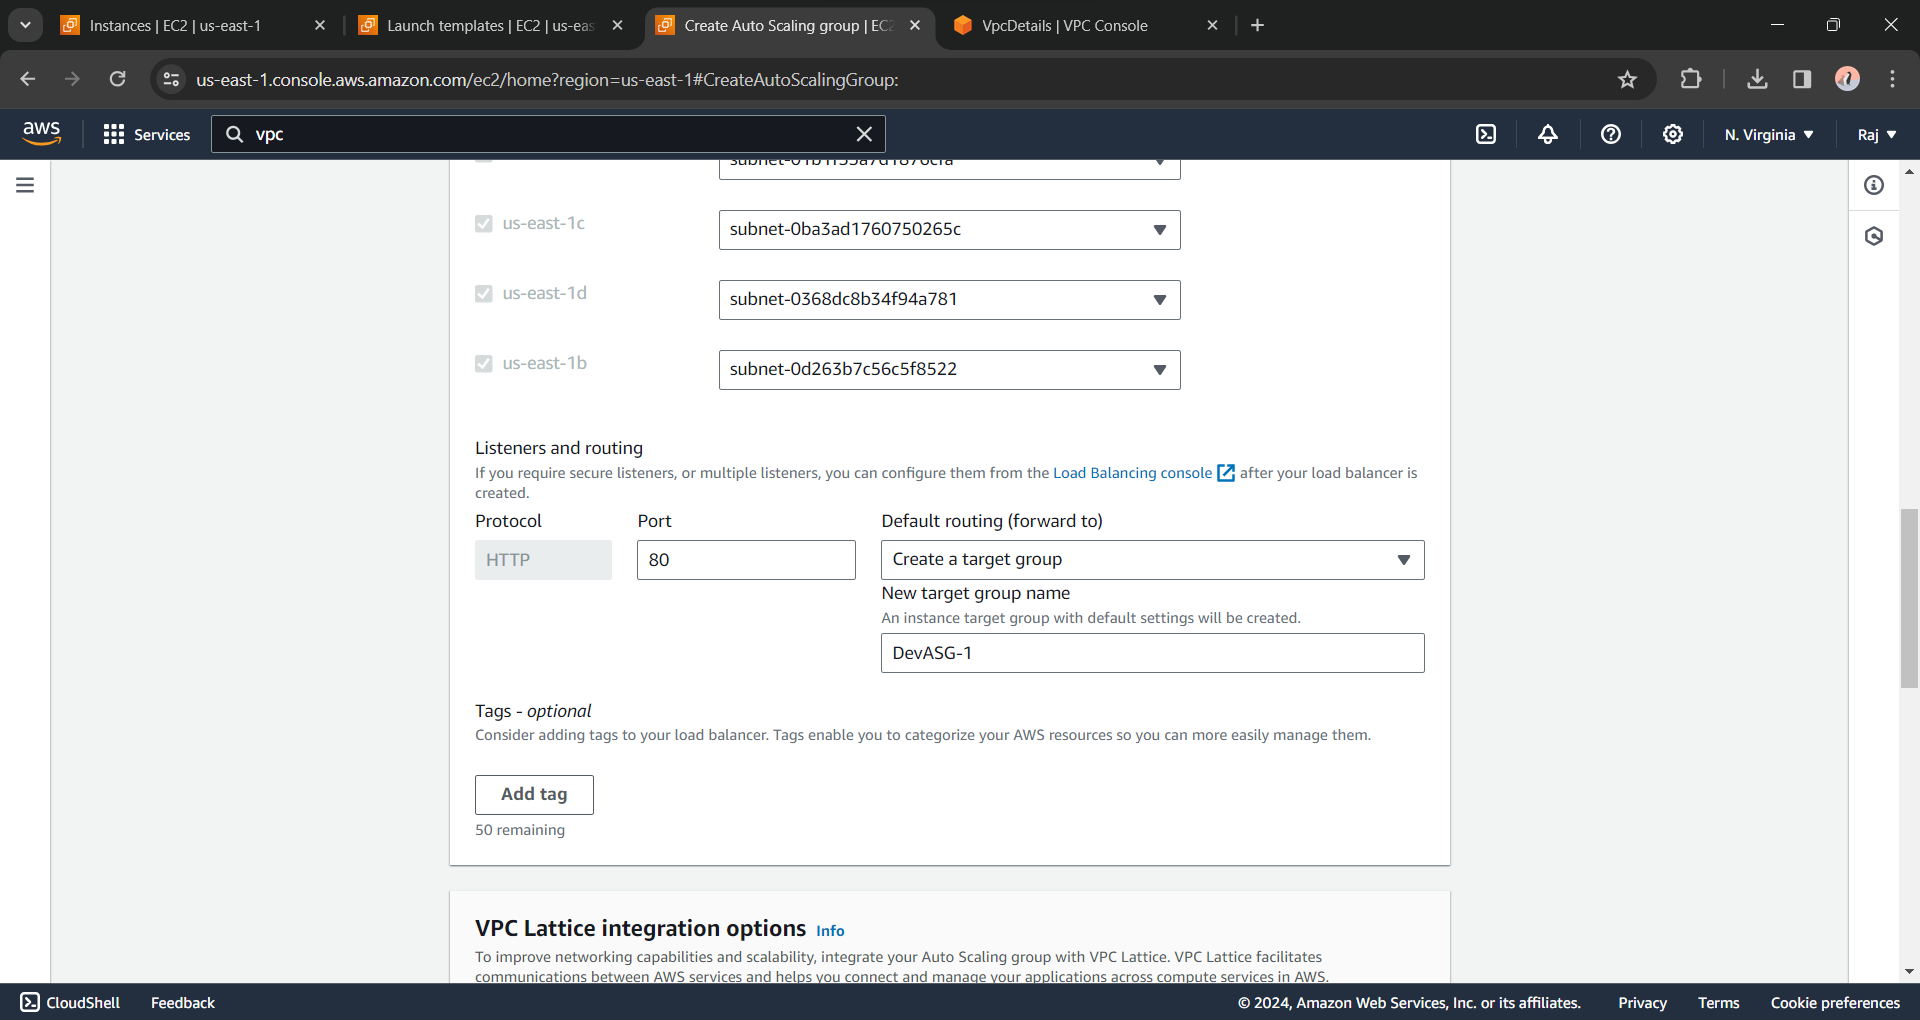 Instances | EC2 | us-east-1
Launch templates | EC2 | us-eas
Create Auto Scaling group | EC2
VpcDetails | VPC Console
us-east-1.console.aws.amazon.com/ec2/home?region=us-east-1#CreateAutoScalingGroup:
aws
Services
vpc
N. Virginia
Raj
us-east-1c
subnet-0ba3ad1760750265c
us-east-1d
subnet-0368dc8b34f94a781
us-east-1b
subnet-0d263b7c56c5f8522
Listeners and routing
If you require secure listeners, or multiple listeners, you can configure them from the Load Balancing console after your load balancer is
created.
Protocol
Port
Default routing (forward to)
HTTP
80
Create a target group
New target group name
An instance target group with default settings will be created.
DevASG-1
Tags - optional
Consider adding tags to your load balancer. Tags enable you to categorize your AWS resources so you can more easily manage them.
Add tag
50 remaining
VPC Lattice integration options Info
To improve networking capabilities and scalability, integrate your Auto Scaling group with VPC Lattice. VPC Lattice facilitates
communications between AWS services and helps you connect and manage your applications across compute services in AWS.
CloudShell
Feedback
© 2024, Amazon Web Services, Inc. or its affiliates.
Privacy
Terms
Cookie preferences